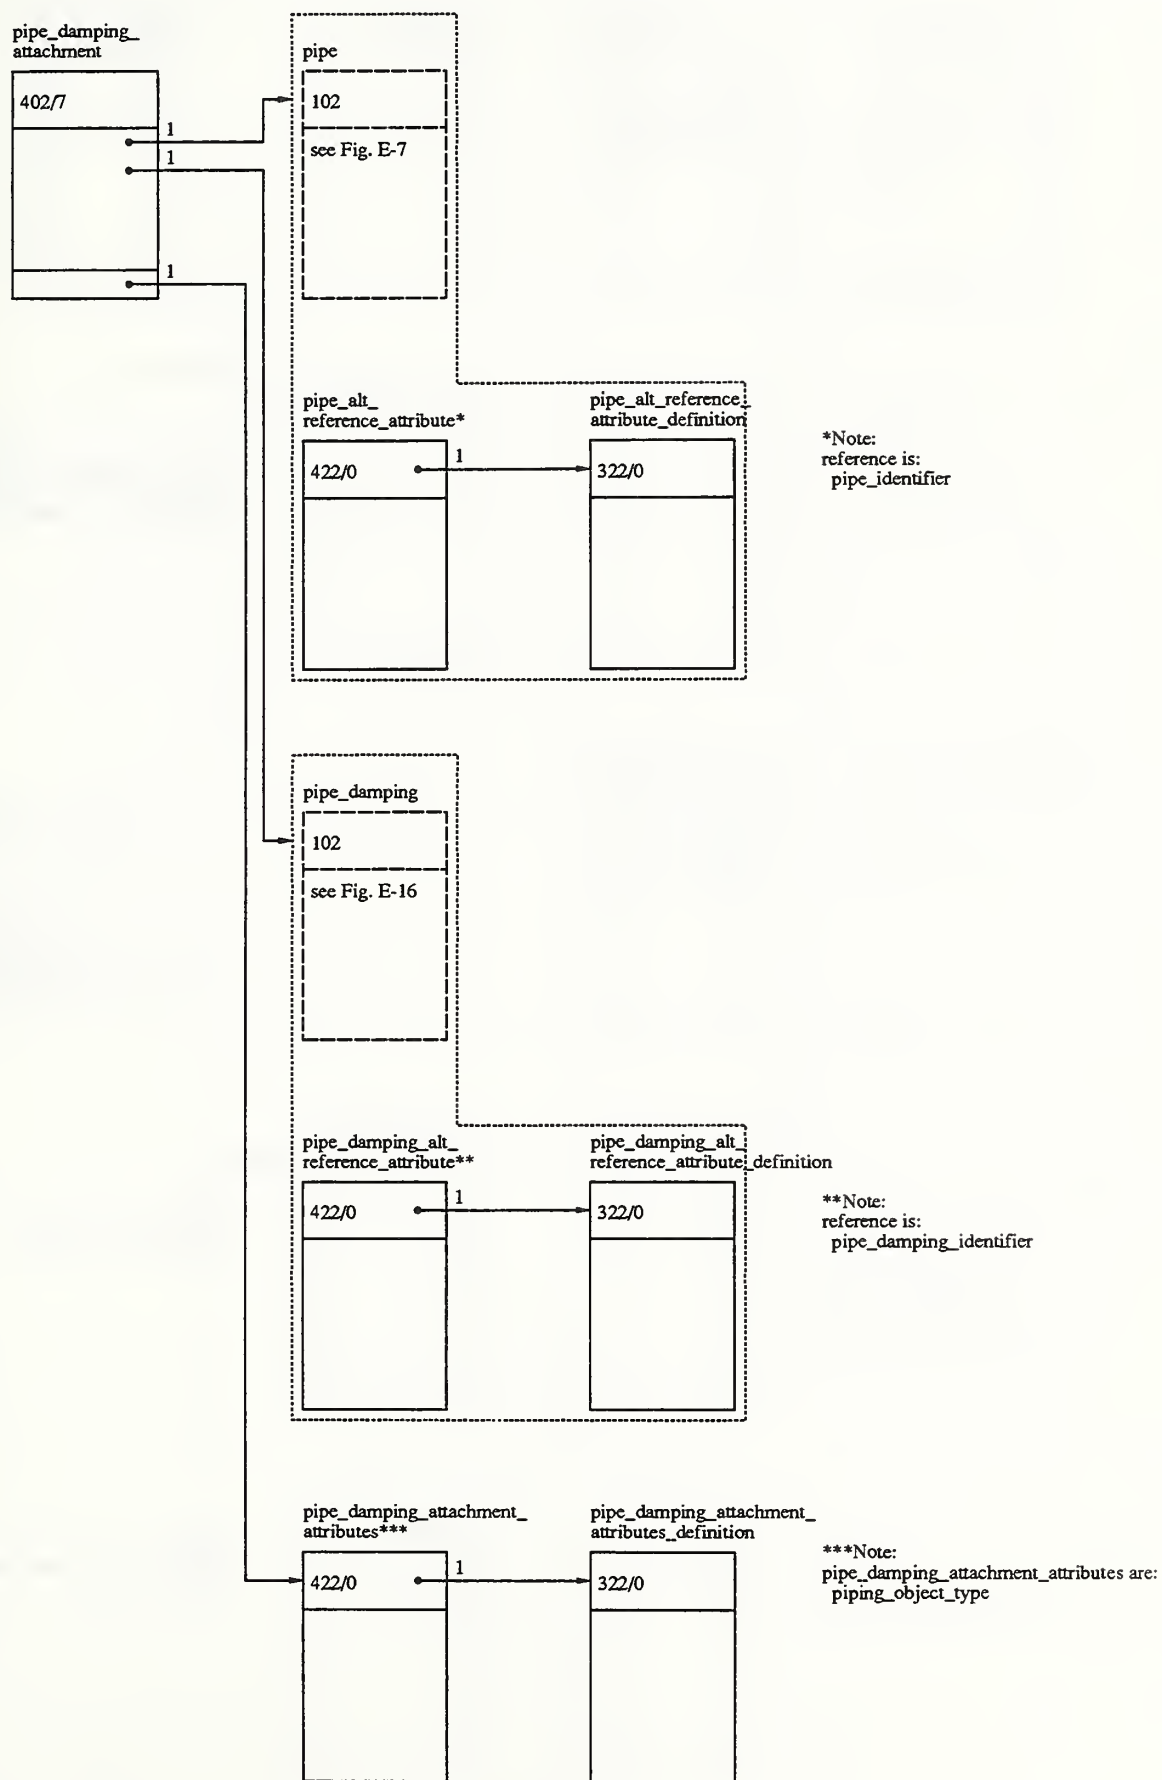 pipe_damping_
attachment
402/7
1
1
1
pipe
102
see Fig. E-7
pipe_alt_
reference_attribute*
422/0
1
pipe_alt_reference_
attribute_definition
322/0
*Note:
reference is:
pipe_identifier
pipe_damping
102
see Fig. E-16
pipe_damping_alt_
reference_attribute**
422/0
1
pipe_damping_alt_
reference_attribute_definition
322/0
**Note:
reference is:
pipe_damping_identifier
pipe_damping_attachment_
attributes***
422/0
1
pipe_damping_attachment_
attributes_definition
322/0
***Note:
pipe_damping_attachment_attributes are:
piping_object_type